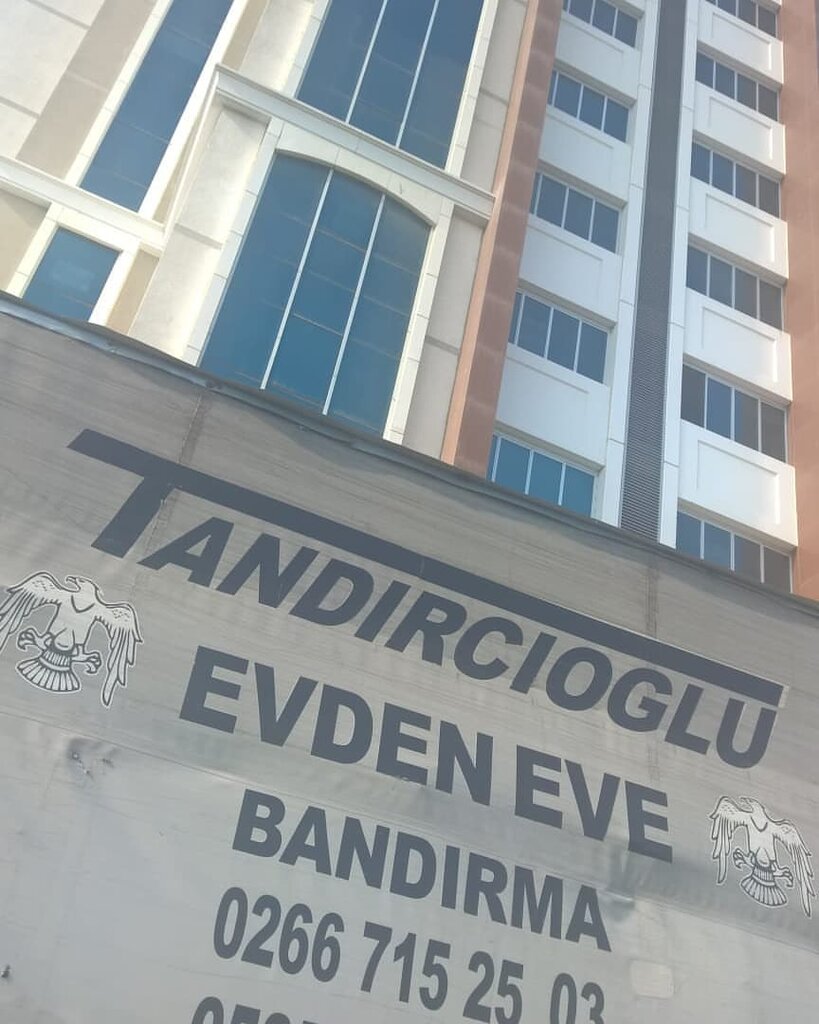 TANDIRCIOGLU
EVDEN EVE
BANDIRMA
0266 715 25 03